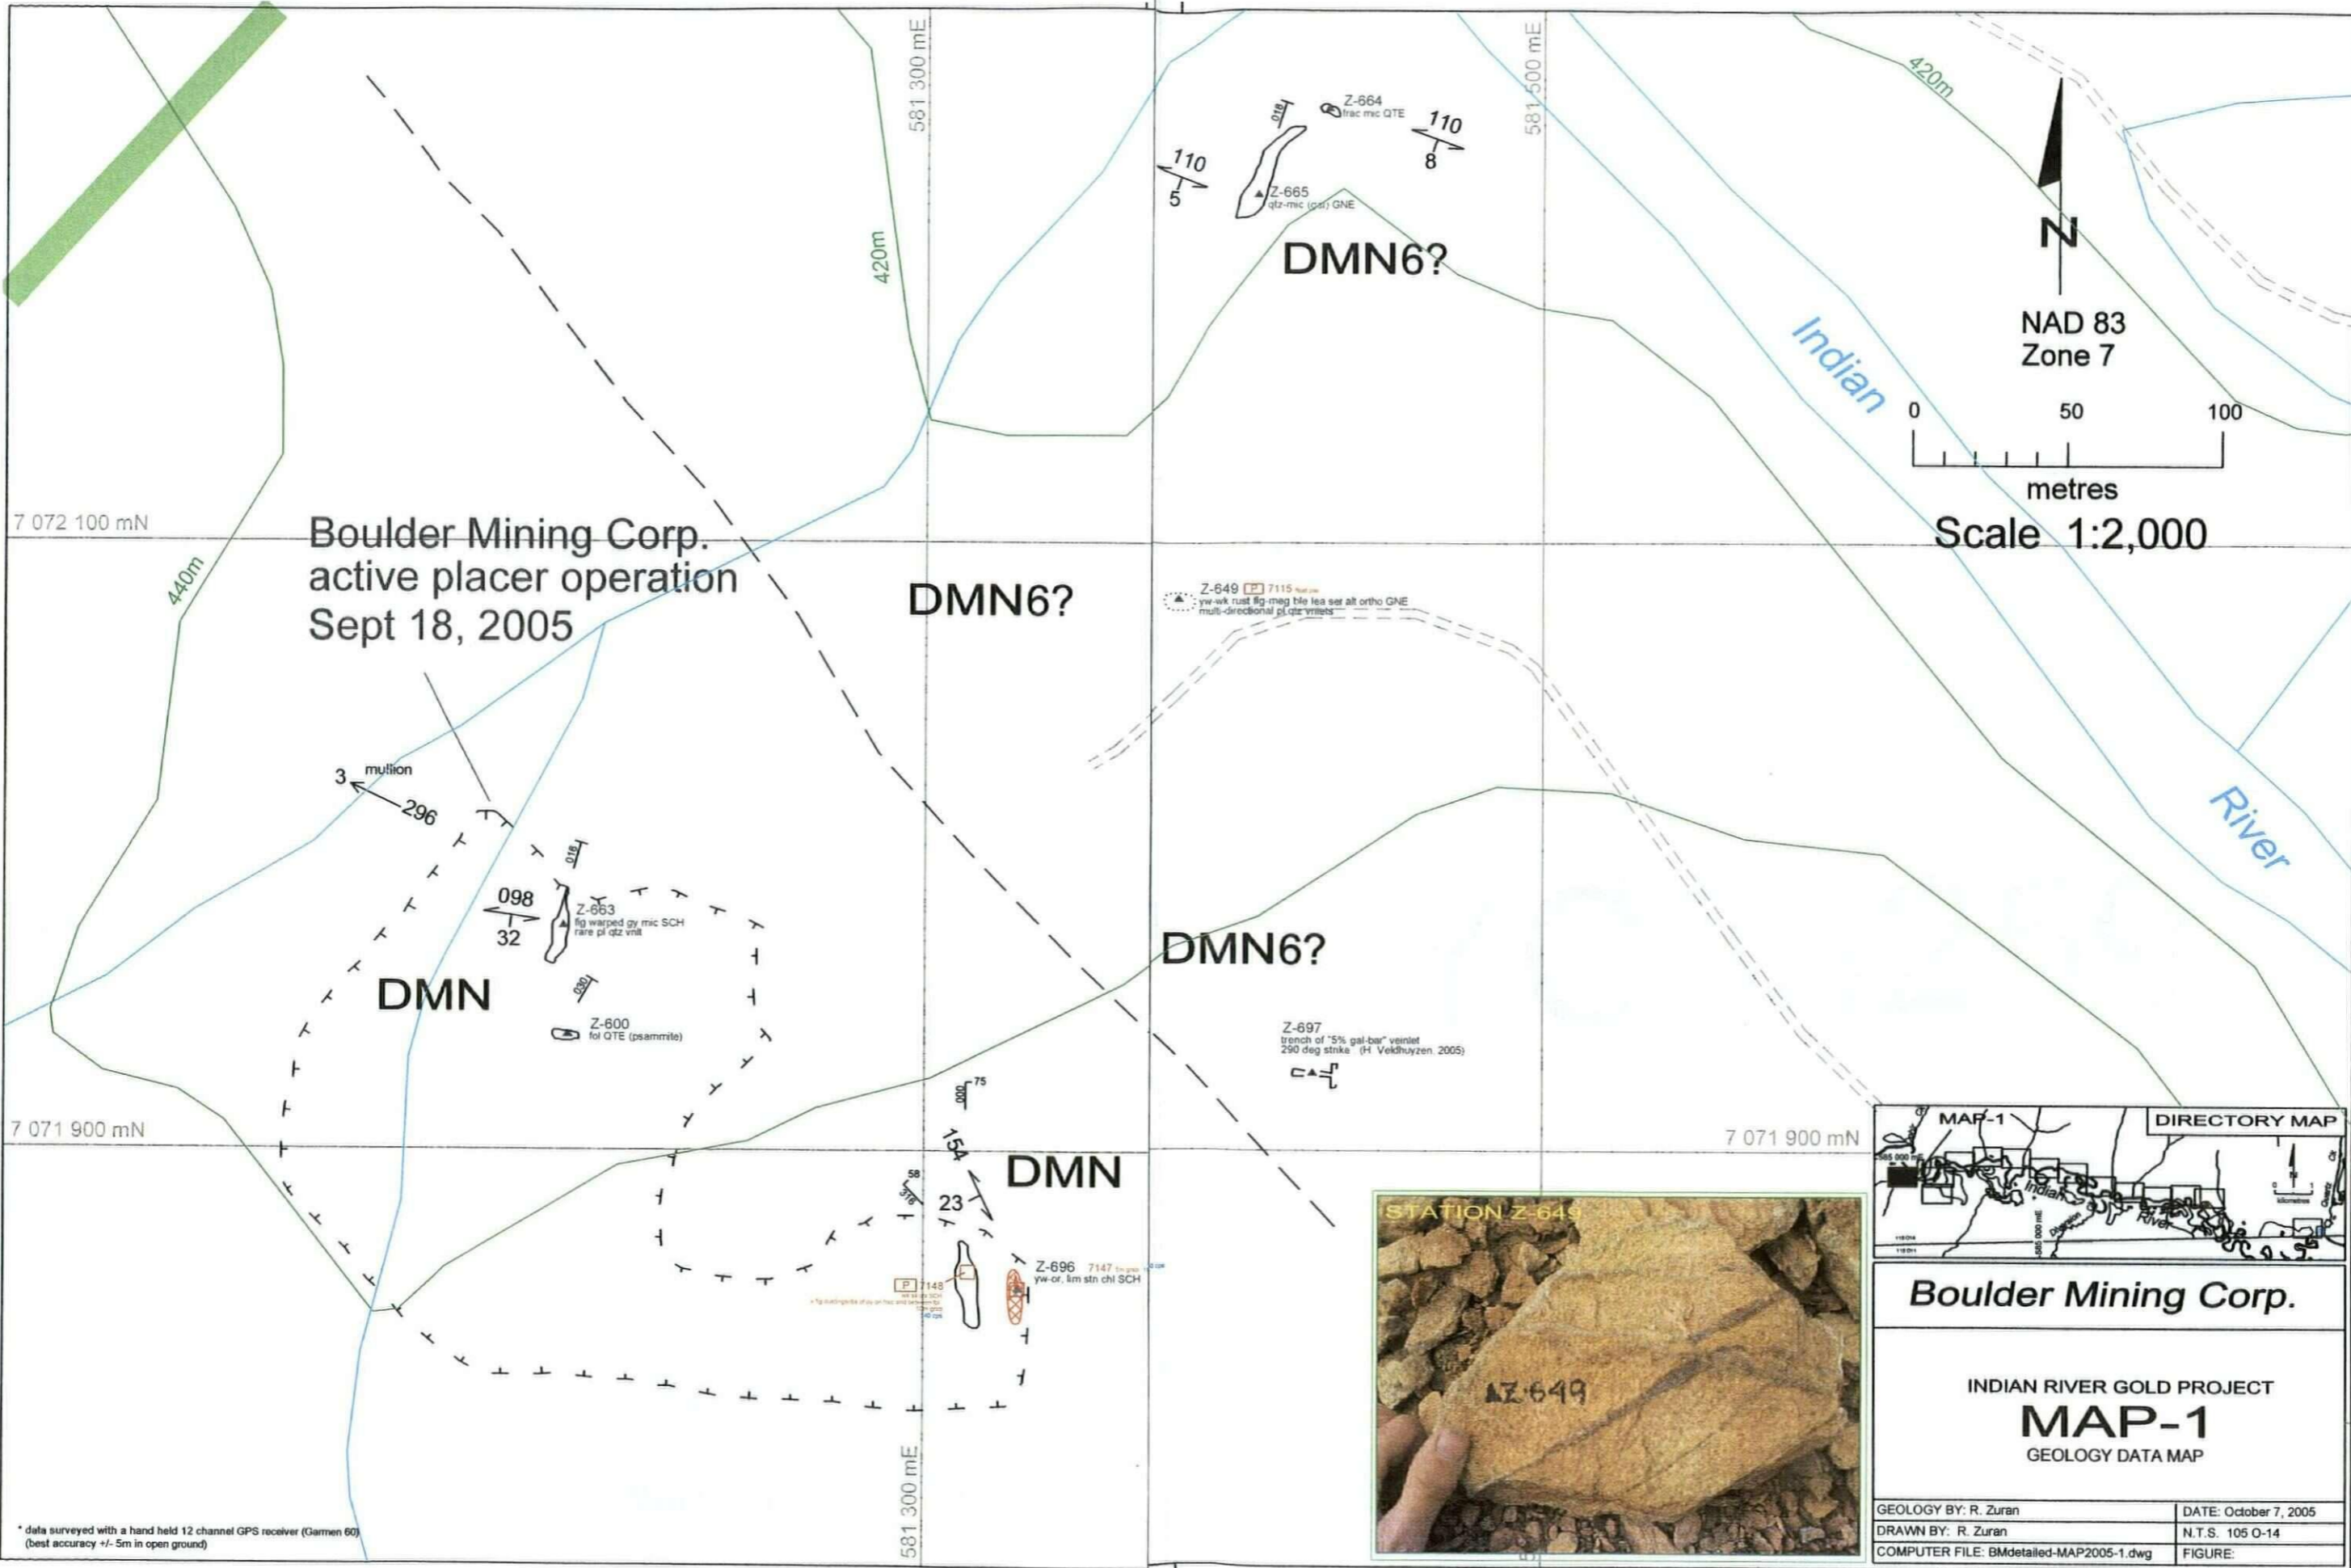 581 300 mE
581 500 mE
420m
Z-664
frac mic QTE
018
110
8
110
5
Z-665
qtz-mic GNE
DMN6?
420m
N
NAD 83
Zone 7
0 50 100
metres
Scale 1:2,000
Indian
River
7 072 100 mN
440m
Boulder Mining Corp.
active placer operation
Sept 18, 2005
DMN6?
Z-649 P 7115
yw-wk rust flg-meg ble lea ser alt ortho GNE
multi-directional pl qtz vnlets
3 mullion
296
018
098
32
Z-663
flg warped gy mic SCH
rare pl qtz vnlt
DMN
030
Z-600
fol QTE (psammite)
DMN6?
Z-697
trench of "5% gal-bar" veinlet
290 deg strike (H Veldhuyzen. 2005)
000 75
7 071 900 mN
7 071 900 mN
154
23
58
316
DMN
Z-696 7147
yw-or, lim stn chl SCH
P 7148
STATION Z-649
Z-649
MAP-1
DIRECTORY MAP
Indian
River
N
kilometres
Boulder Mining Corp.
INDIAN RIVER GOLD PROJECT
MAP-1
GEOLOGY DATA MAP
GEOLOGY BY: R. Zuran
DATE: October 7, 2005
DRAWN BY: R. Zuran
N.T.S. 105 O-14
COMPUTER FILE: BMdetailed-MAP2005-1.dwg
FIGURE:
581 300 mE
* data surveyed with a hand held 12 channel GPS receiver (Garmen 60)
(best accuracy +/- 5m in open ground)